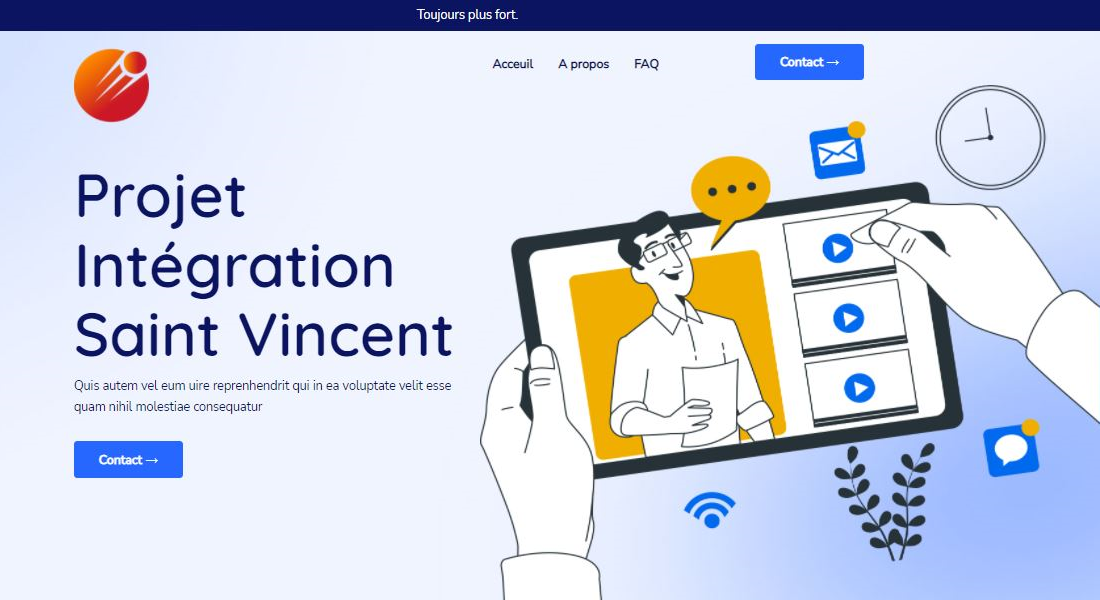 Toujours plus fort.
Acceuil A propos FAQ Contact →
Projet
Intégration
Saint Vincent
Quis autem vel eum uire reprenhendrit qui in ea voluptate velit esse
quam nihil molestiae consequatur
Contact →